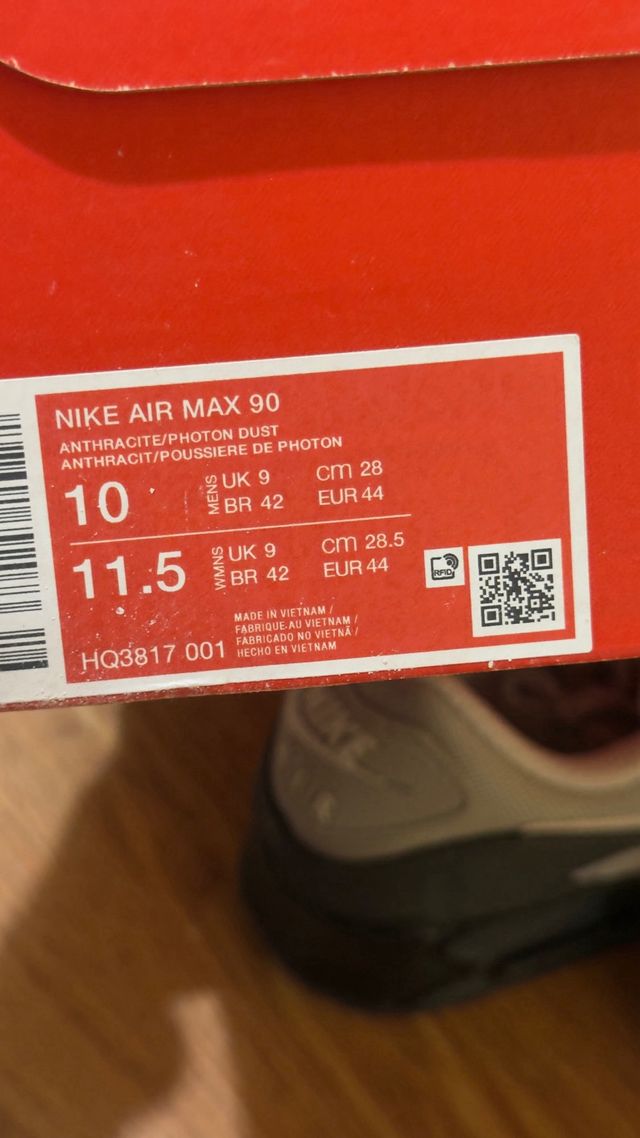 NIKE AIR MAX 90
ANTHRACITE/PHOTON DUST
ANTHRACIT/POUSSIERE DE PHOTON
10 MENS UK 9 cm 28
BR 42 EUR 44
11.5 WMNS UK 9 cm 28.5
BR 42 EUR 44
RFID
MADE IN VIETNAM /
FABRIQUE AU VIETNAM /
FABRICADO NO VIETNÃ /
HECHO EN VIETNAM
HQ3817 001
NIKE
AIR